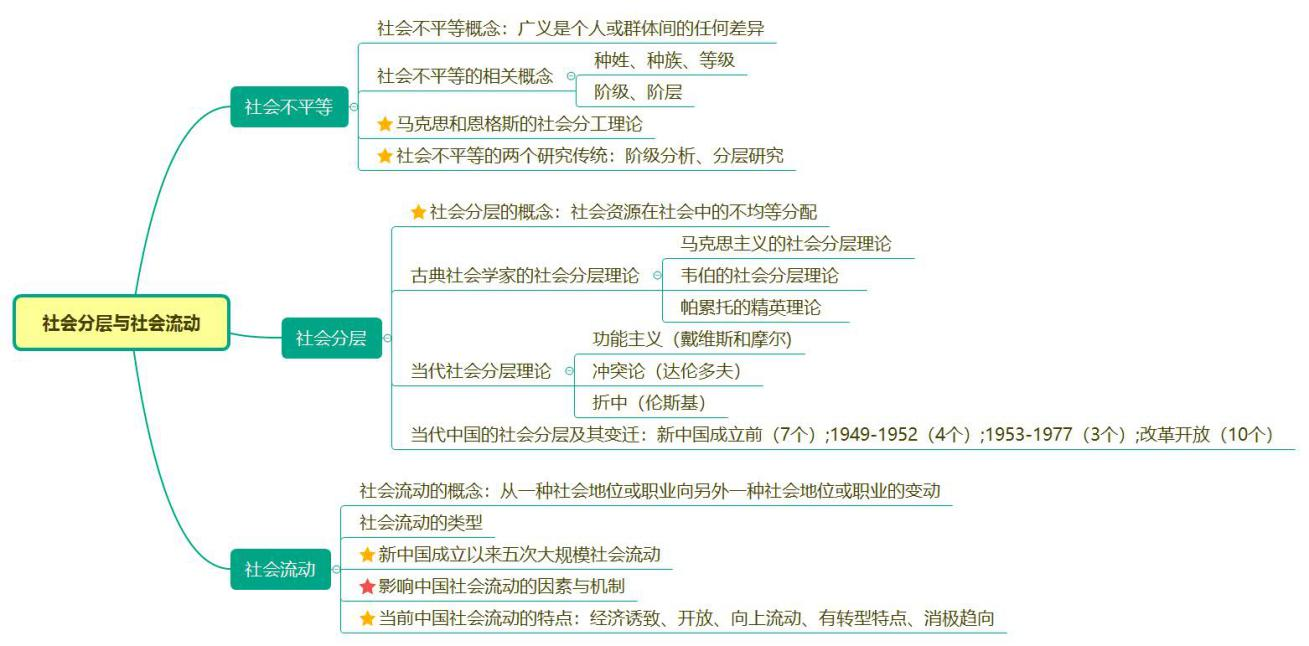 社会分层与社会流动
社会不平等
社会不平等概念：广义是个人或群体间的任何差异
社会不平等的相关概念
种姓、种族、等级
阶级、阶层
马克思和恩格斯的社会分工理论
社会不平等的两个研究传统：阶级分析、分层研究
社会分层
社会分层的概念：社会资源在社会中的不均等分配
古典社会学家的社会分层理论
马克思主义的社会分层理论
韦伯的社会分层理论
帕累托的精英理论
当代社会分层理论
功能主义（戴维斯和摩尔)
冲突论（达伦多夫）
折中（伦斯基）
当代中国的社会分层及其变迁：新中国成立前（7个）;1949-1952（4个）;1953-1977（3个）;改革开放（10个）
社会流动
社会流动的概念：从一种社会地位或职业向另外一种社会地位或职业的变动
社会流动的类型
新中国成立以来五次大规模社会流动
影响中国社会流动的因素与机制
当前中国社会流动的特点：经济诱致、开放、向上流动、有转型特点、消极趋向